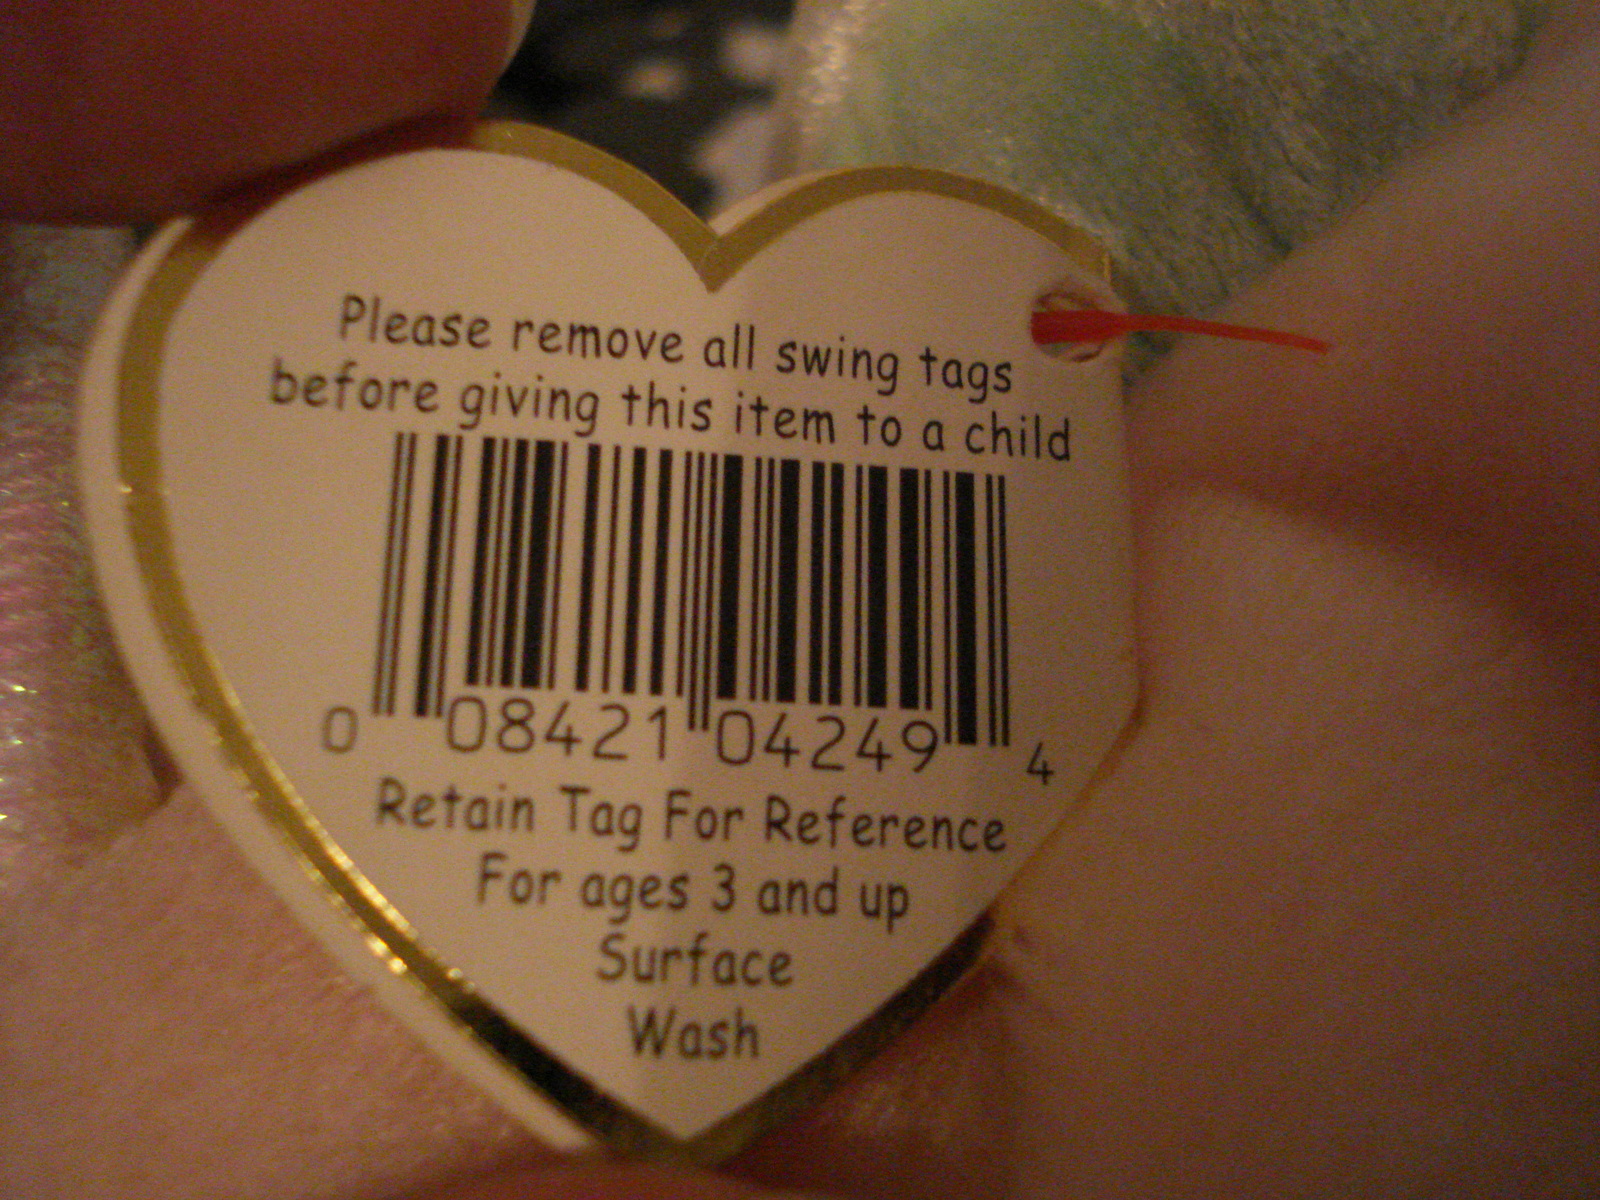 Please remove all swing tags
before giving this item to a child
0 08421 04249 4
Retain Tag For Reference
For ages 3 and up
Surface
Wash